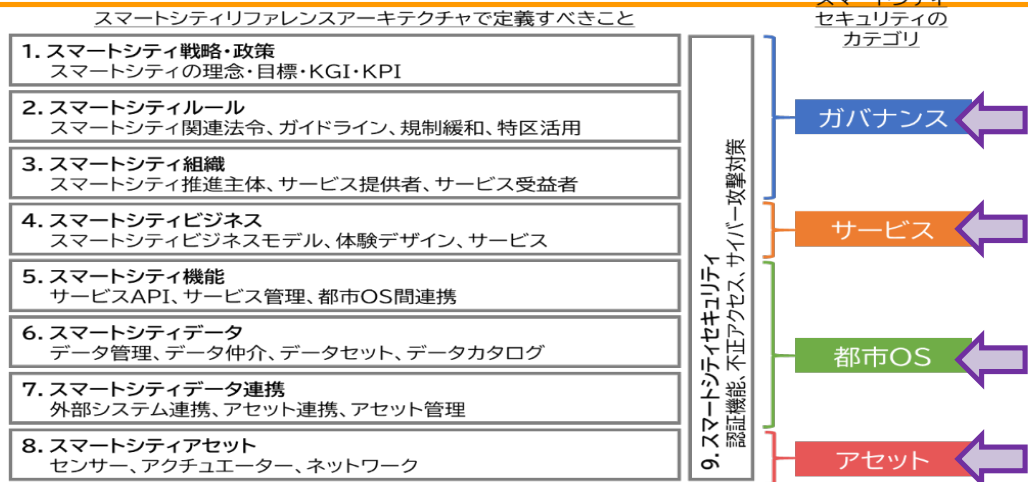 スマートシティリファレンスアーキテクチャで定義すべきこと
スマートシティ
セキュリティの
カテゴリ
1. スマートシティ戦略・政策
スマートシティの理念・目標・KGI・KPI
2. スマートシティルール
スマートシティ関連法令、ガイドライン、規制緩和、特区活用
3. スマートシティ組織
スマートシティ推進主体、サービス提供者、サービス受益者
4. スマートシティビジネス
スマートシティビジネスモデル、体験デザイン、サービス
5. スマートシティ機能
サービスAPI、サービス管理、都市OS間連携
6. スマートシティデータ
データ管理、データ仲介、データセット、データカタログ
7. スマートシティデータ連携
外部システム連携、アセット連携、アセット管理
8. スマートシティアセット
センサー、アクチュエーター、ネットワーク
9. スマートシティセキュリティ
認証機能、不正アクセス、サイバー攻撃対策
ガバナンス
サービス
都市OS
アセット